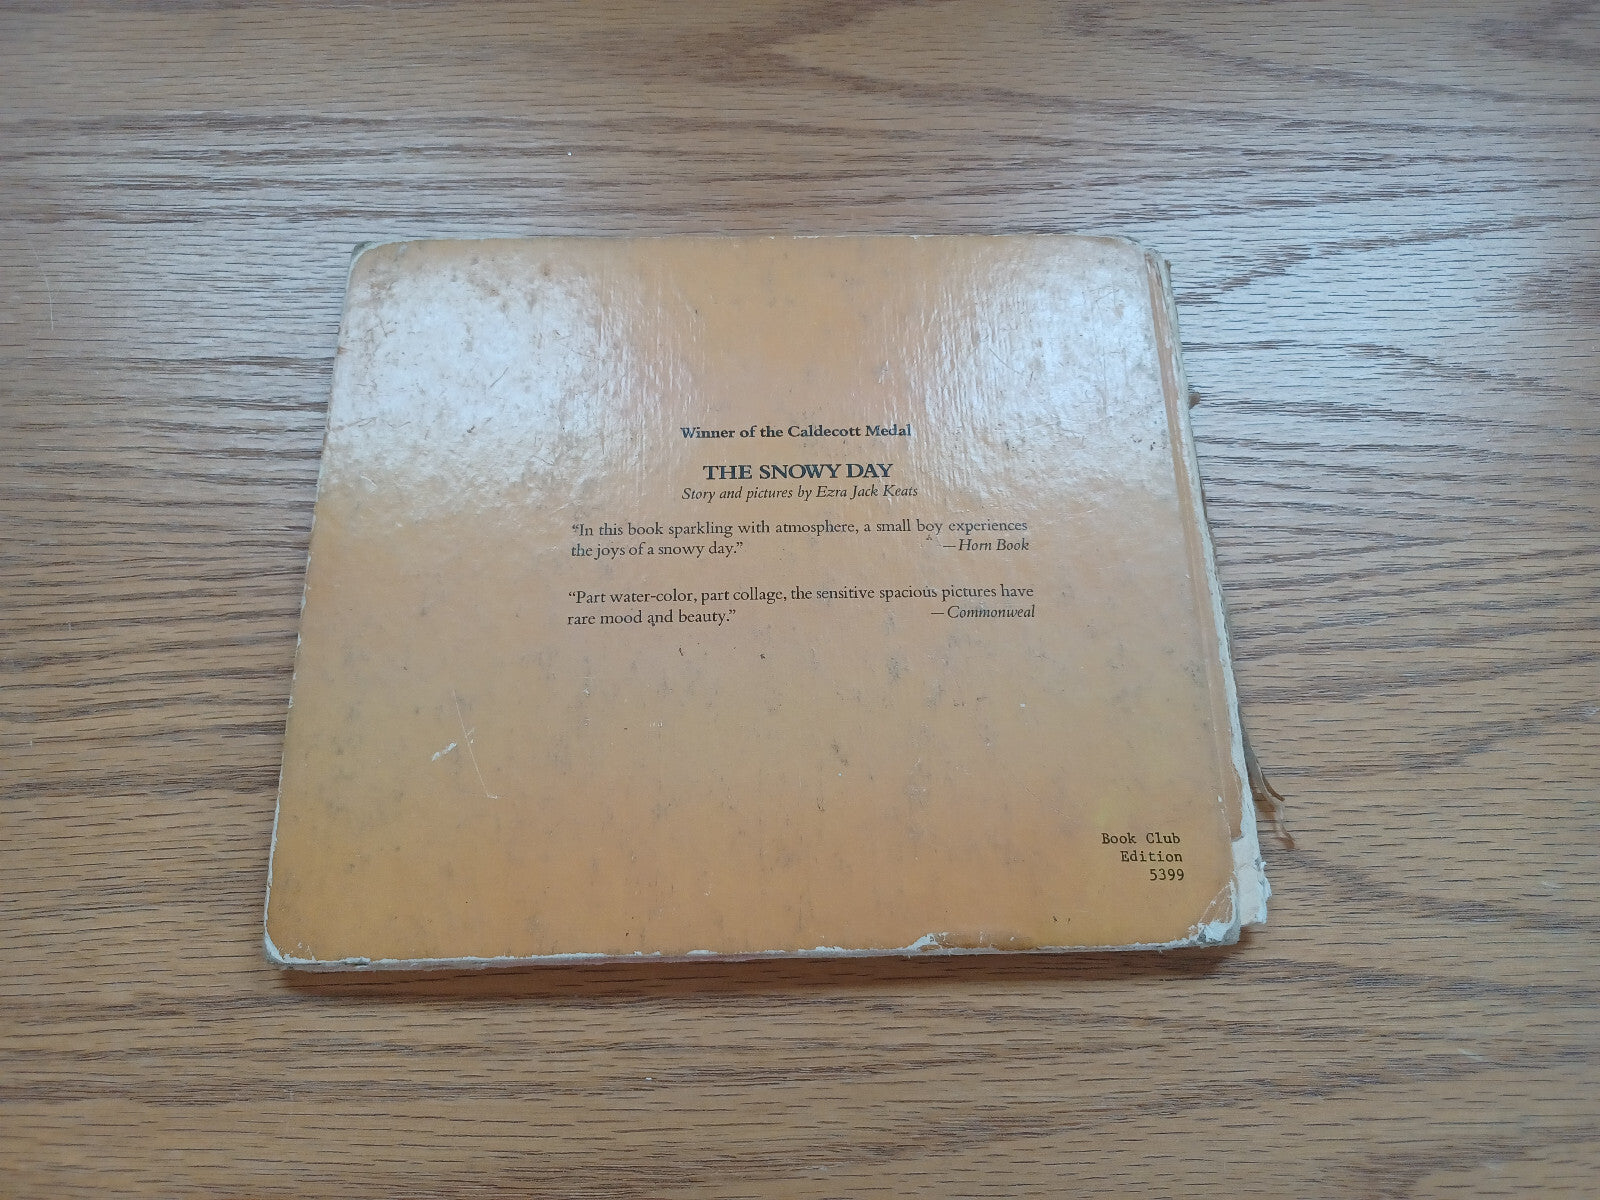 Winner of the Caldecott Medal
THE SNOWY DAY
Story and pictures by Ezra Jack Keats
“In this book sparkling with atmosphere, a small boy experiences
the joys of a snowy day.” —Horn Book
“Part water-color, part collage, the sensitive spacious pictures have
rare mood and beauty.” —Commonweal
Book Club
Edition
5399